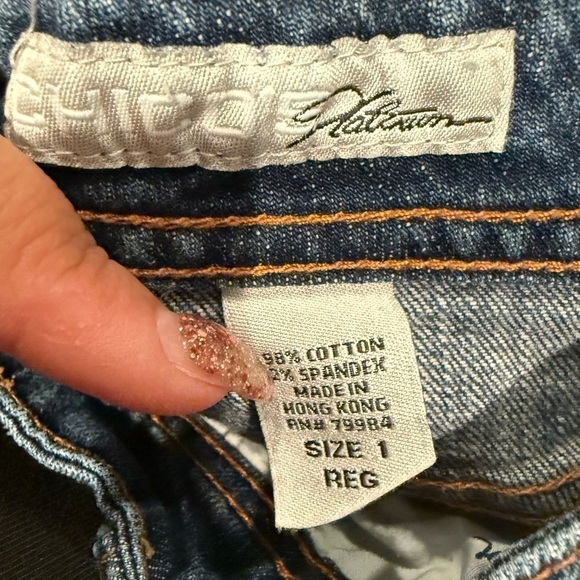 CHICO'S Platinum
98% COTTON
2% SPANDEX
MADE IN
HONG KONG
RN# 79984
SIZE 1
REG